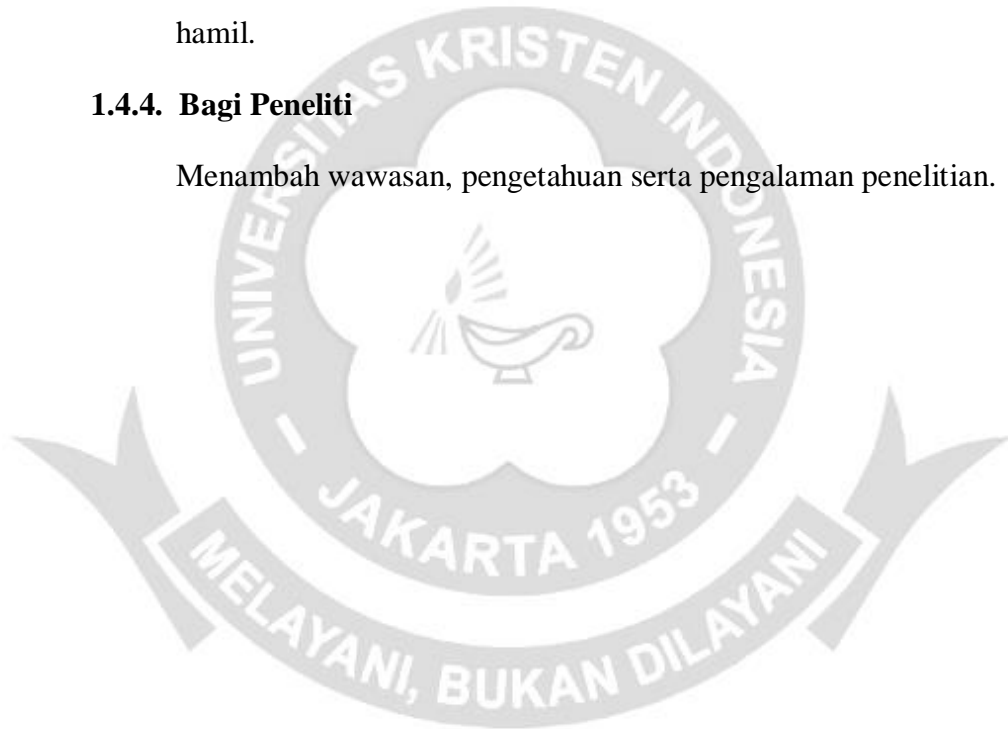 hamil.
1.4.4. Bagi Peneliti
Menambah wawasan, pengetahuan serta pengalaman penelitian.
UNIVERSITAS KRISTEN INDONESIA
- JAKARTA 1953 -
MELAYANI, BUKAN DILAYANI